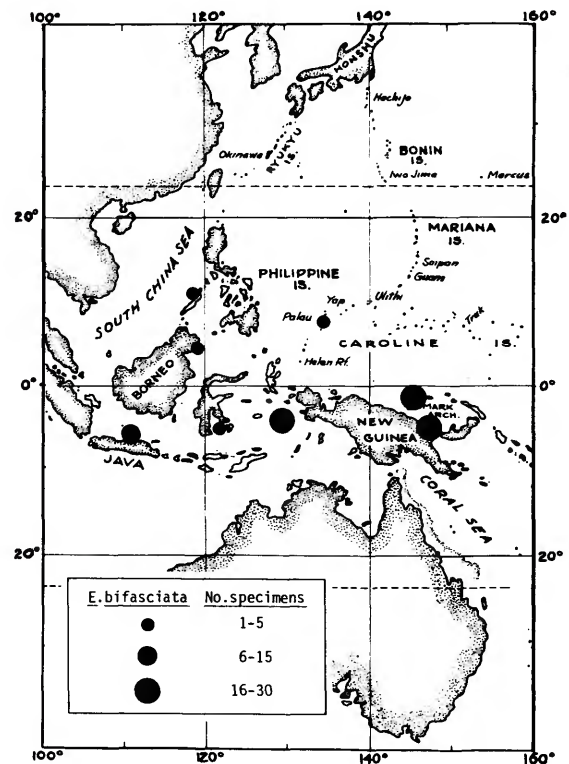 100° 120° 140° 160°
HONSHU
Hachijo
Okinawa
RYUKYU
IS.
BONIN
IS.
Iwo Jima
Marcus
20° 20°
MARIANA
IS.
SOUTH CHINA SEA
PHILIPPINE
IS.
Saipan
Guam
Yap
Ulithi
Palau
Truk
CAROLINE IS.
Helen Rf.
BORNEO
0° 0°
MARK
ARCH.
NEW
GUINEA
JAVA
CORAL SEA
20° 20°
E.bifasciata No.specimens
1-5
6-15
16-30
100° 120° 140° 160°